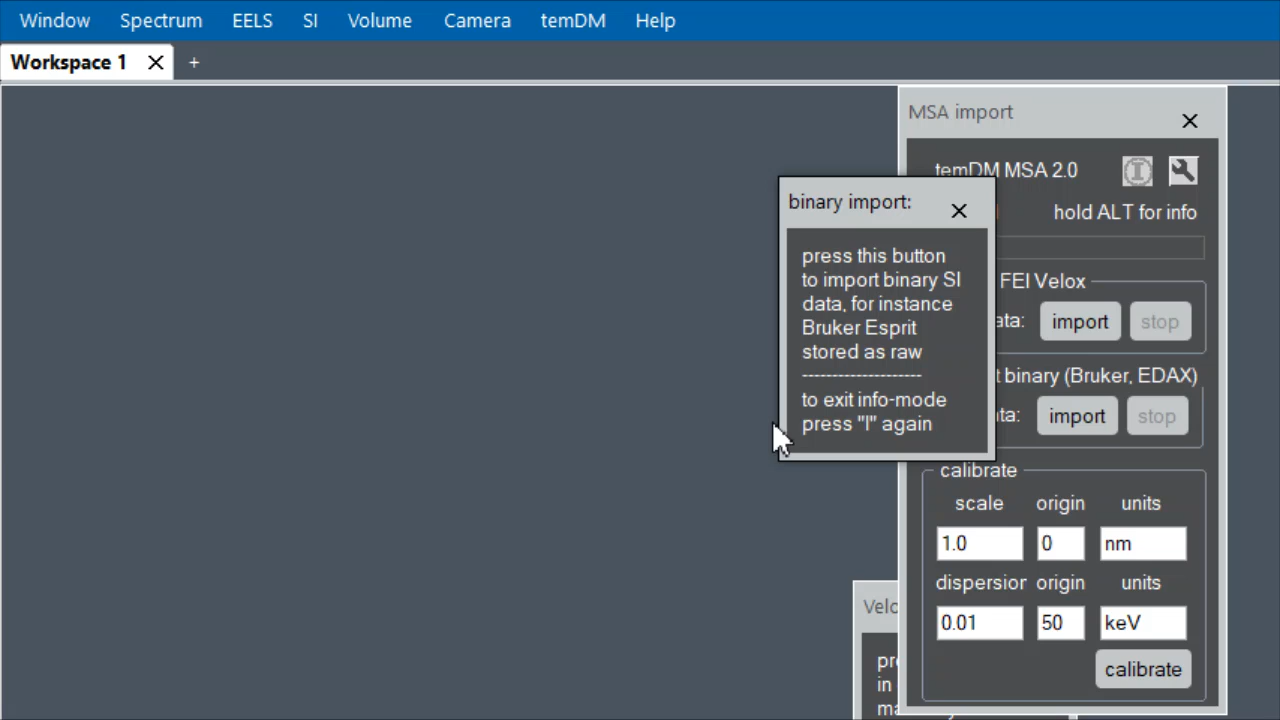 Window Spectrum EELS SI Volume Camera temDM Help
Workspace 1
+
MSA import
temDM MSA 2.0
hold ALT for info
binary import:
press this button
to import binary SI
data, for instance
Bruker Esprit
stored as raw
--------------------
to exit info-mode
press "I" again
FEI Velox
import stop
binary (Bruker, EDAX)
import stop
calibrate
scale origin units
1.0 0 nm
dispersion origin units
0.01 50 keV
calibrate
in